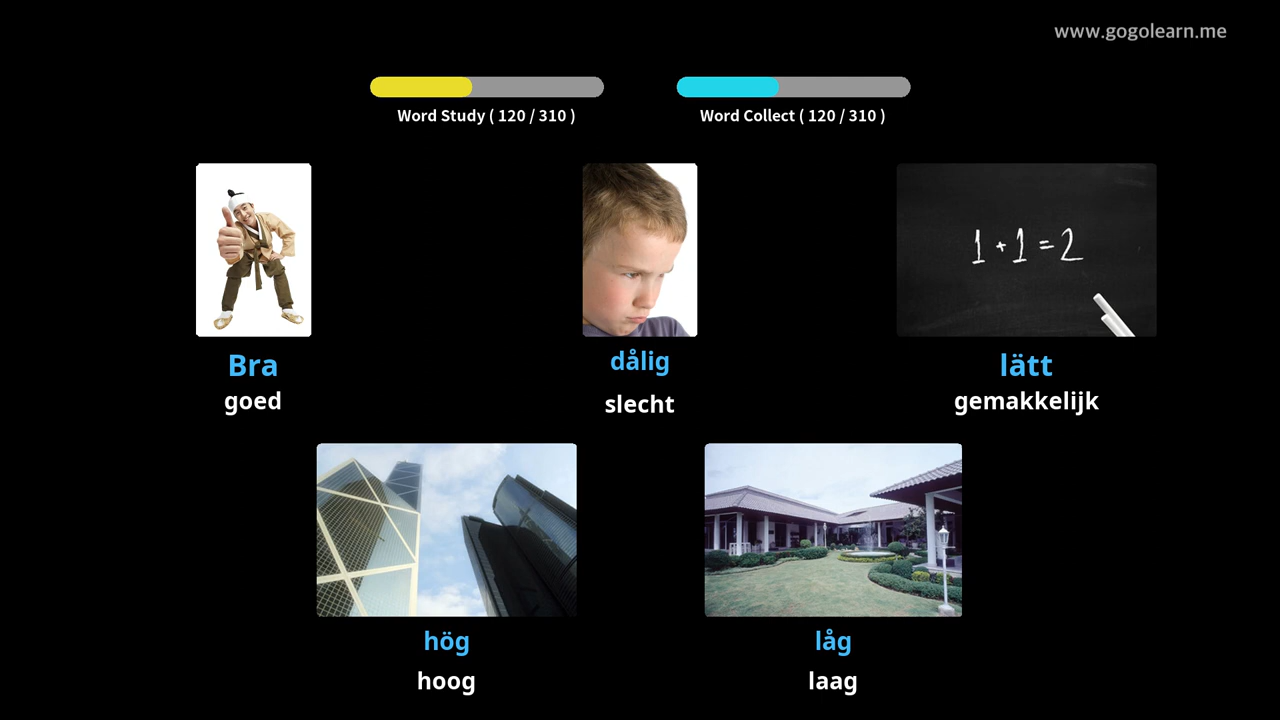 www.gogolearn.me
Word Study ( 120 / 310 )
Word Collect ( 120 / 310 )
1 + 1 = 2
Bra
goed
dålig
slecht
lätt
gemakkelijk
hög
hoog
låg
laag